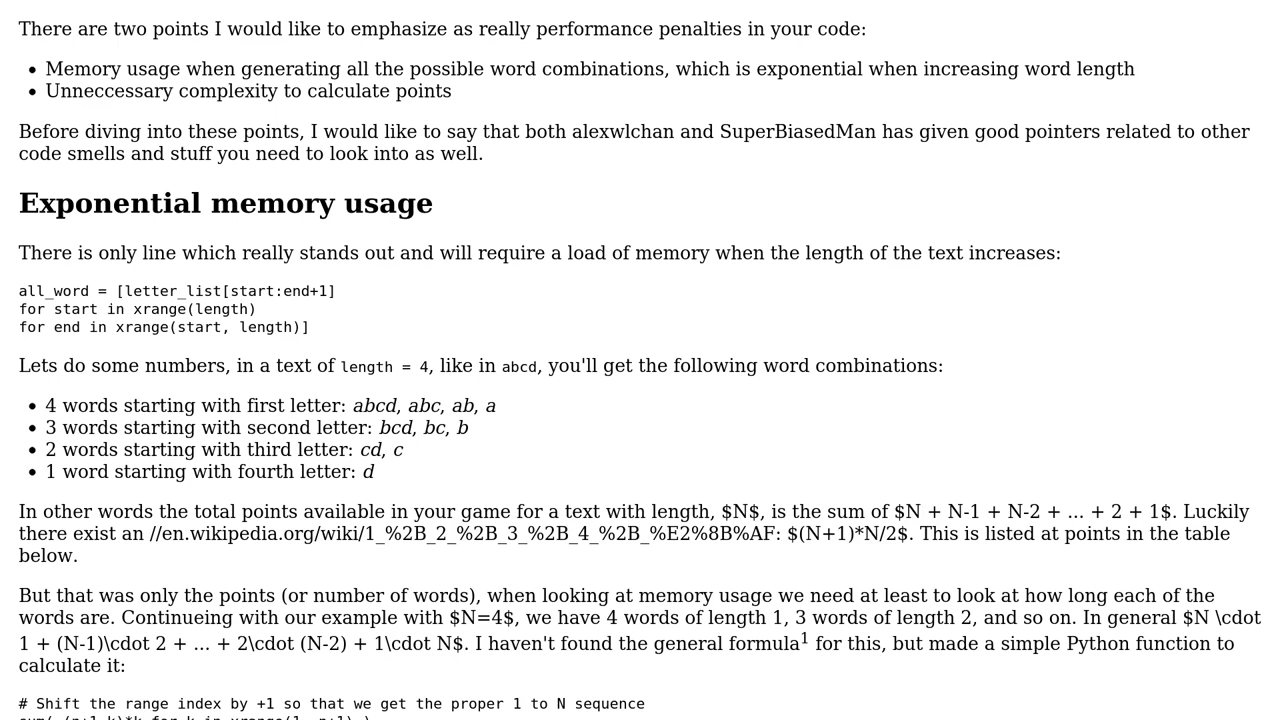 There are two points I would like to emphasize as really performance penalties in your code:
• Memory usage when generating all the possible word combinations, which is exponential when increasing word length
• Unneccessary complexity to calculate points
Before diving into these points, I would like to say that both alexwlchan and SuperBiasedMan has given good pointers related to other
code smells and stuff you need to look into as well.
Exponential memory usage
There is only line which really stands out and will require a load of memory when the length of the text increases:
all_word = [letter_list[start:end+1]
for start in xrange(length)
for end in xrange(start, length)]
Lets do some numbers, in a text of length = 4, like in abcd, you'll get the following word combinations:
• 4 words starting with first letter: abcd, abc, ab, a
• 3 words starting with second letter: bcd, bc, b
• 2 words starting with third letter: cd, c
• 1 word starting with fourth letter: d
In other words the total points available in your game for a text with length, $N$, is the sum of $N + N-1 + N-2 + ... + 2 + 1$. Luckily
there exist an //en.wikipedia.org/wiki/1_%2B_2_%2B_3_%2B_4_%2B_%E2%8B%AF: $(N+1)*N/2$. This is listed at points in the table
below.
But that was only the points (or number of words), when looking at memory usage we need at least to look at how long each of the
words are. Continueing with our example with $N=4$, we have 4 words of length 1, 3 words of length 2, and so on. In general $N \cdot
1 + (N-1)\cdot 2 + ... + 2\cdot (N-2) + 1\cdot N$. I haven't found the general formula1 for this, but made a simple Python function to
calculate it:
# Shift the range index by +1 so that we get the proper 1 to N sequence
sum( (n+1-k)*k for k in xrange(1, n+1) )